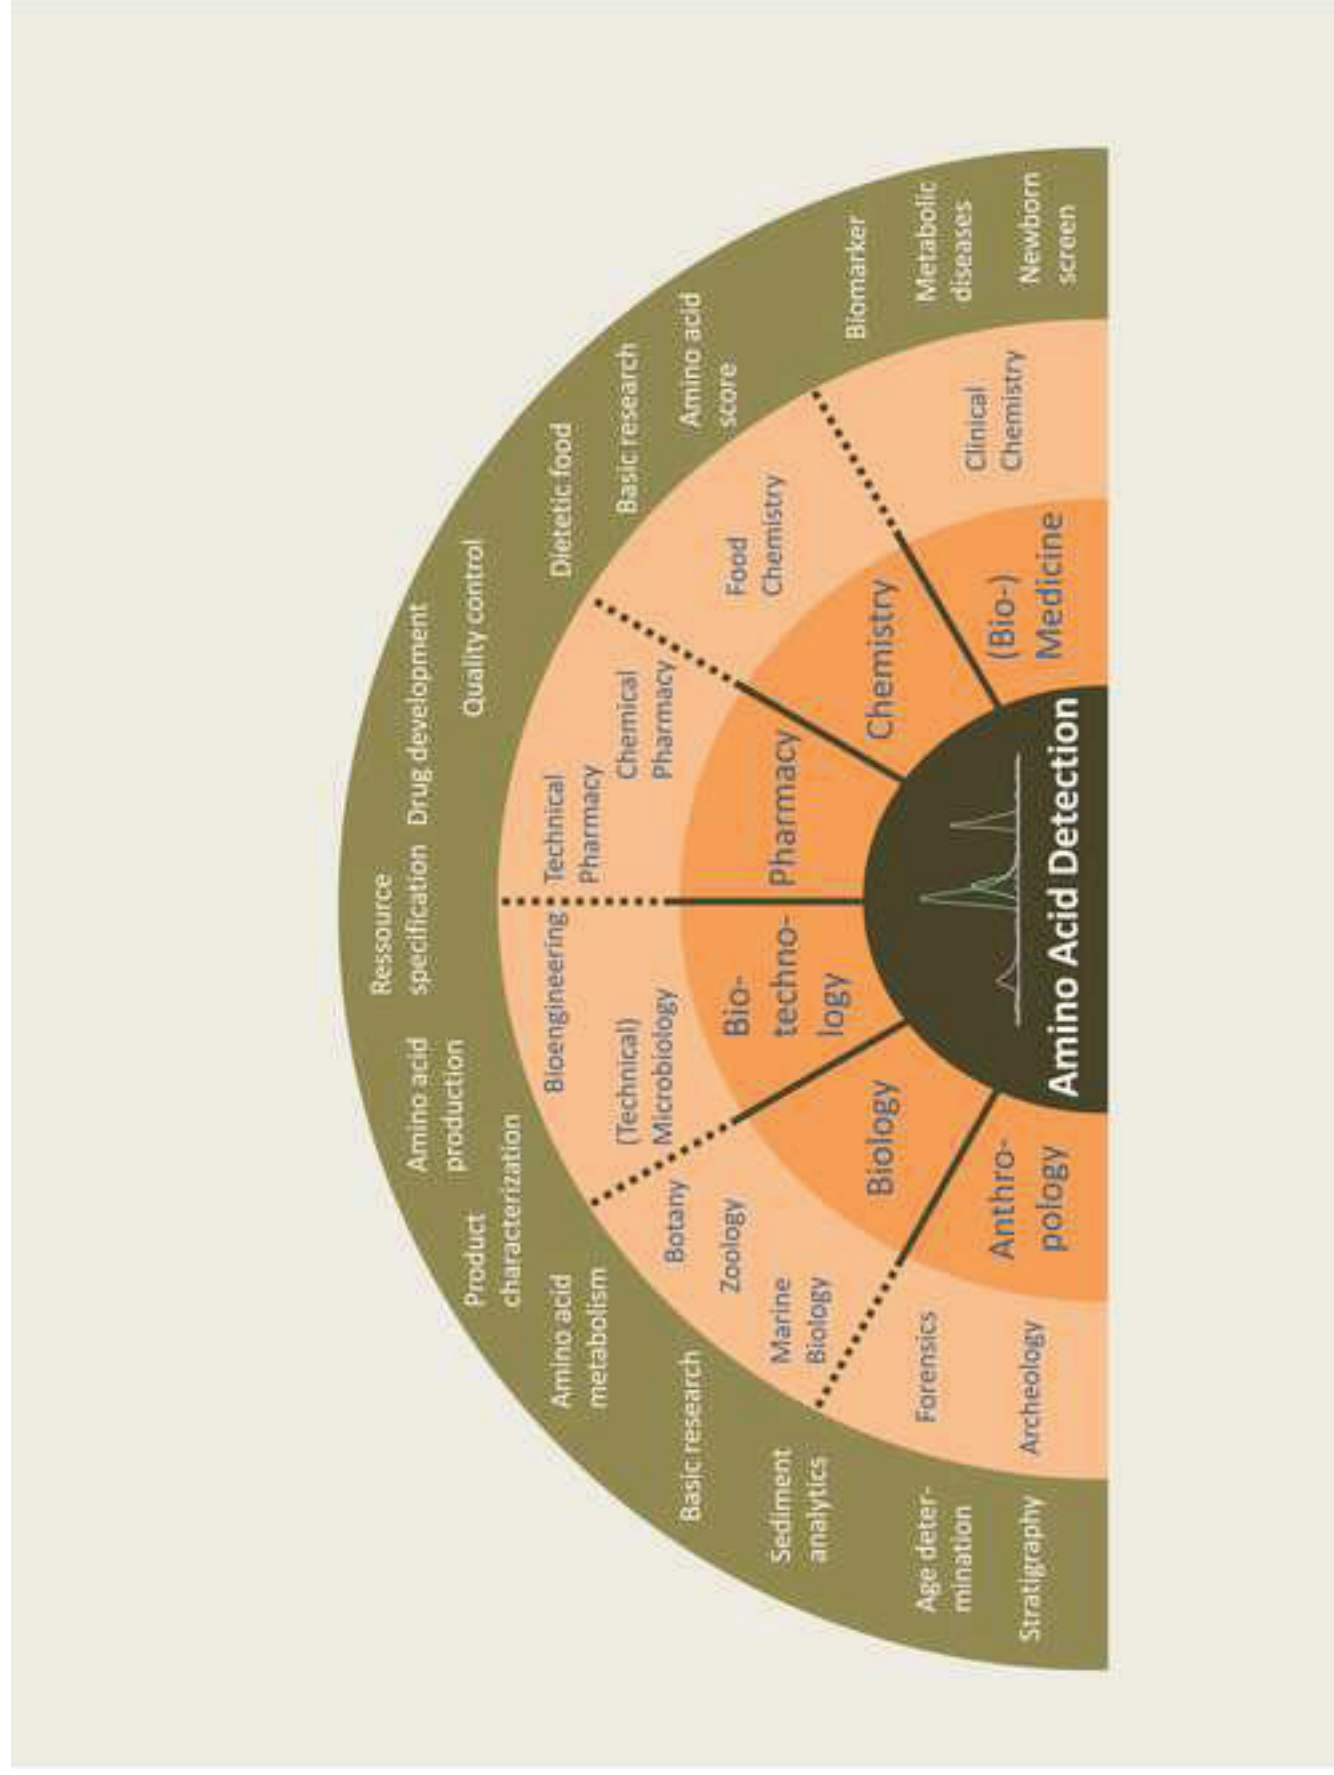 Stratigraphy
Age deter-
mination
Sediment
analytics
Basic research
Amino acid
metabolism
Product
characterization
Amino acid
production
Ressource
specification
Drug development
Quality control
Dietetic food
Basic research
Amino acid
score
Biomarker
Metabolic
diseases
Newborn
screen
Archeology
Forensics
Marine
Biology
Zoology
Botany
(Technical)
Microbiology
Bioengineering
Technical
Pharmacy
Chemical
Pharmacy
Food
Chemistry
Clinical
Chemistry
Anthro-
pology
Biology
Bio-
techno-
logy
Pharmacy
Chemistry
(Bio-)
Medicine
Amino Acid Detection